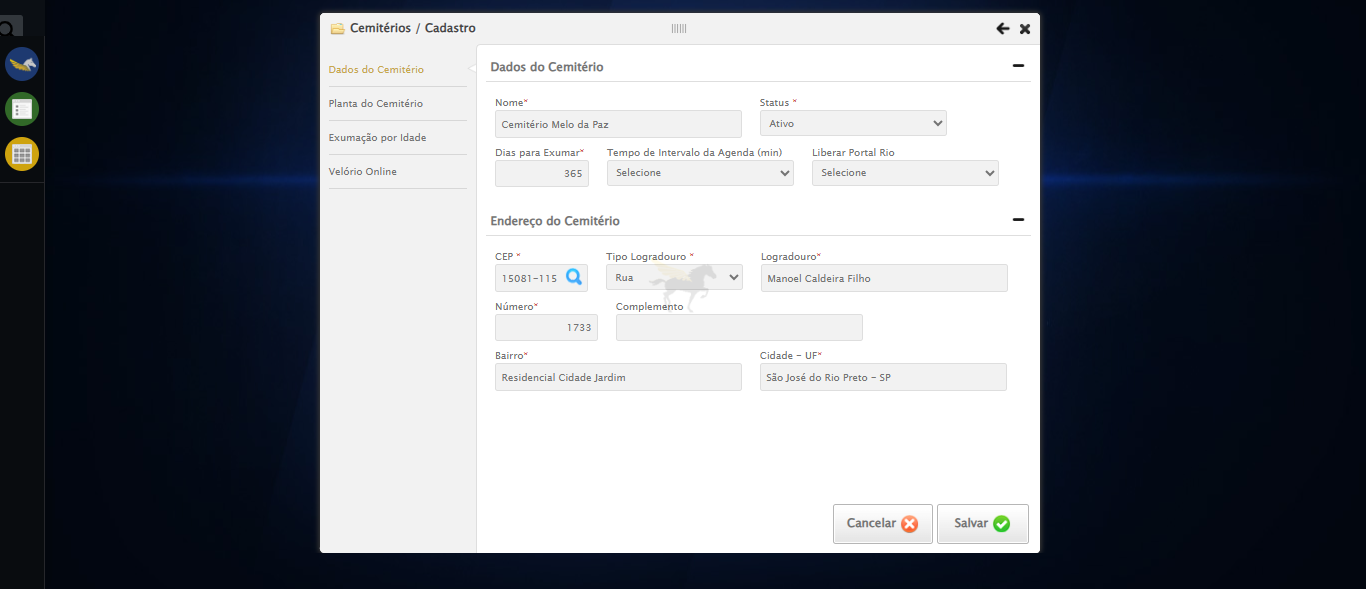 Cemitérios / Cadastro
Dados do Cemitério
Planta do Cemitério
Exumação por Idade
Velório Online
Dados do Cemitério
Nome* Status *
Cemitério Melo da Paz Ativo
Dias para Exumar* Tempo de Intervalo da Agenda (min) Liberar Portal Rio
365 Selecione Selecione
Endereço do Cemitério
CEP * Tipo Logradouro * Logradouro*
15081-115 Rua Manoel Caldeira Filho
Número* Complemento
1733
Bairro* Cidade - UF*
Residencial Cidade Jardim São José do Rio Preto - SP
Cancelar Salvar